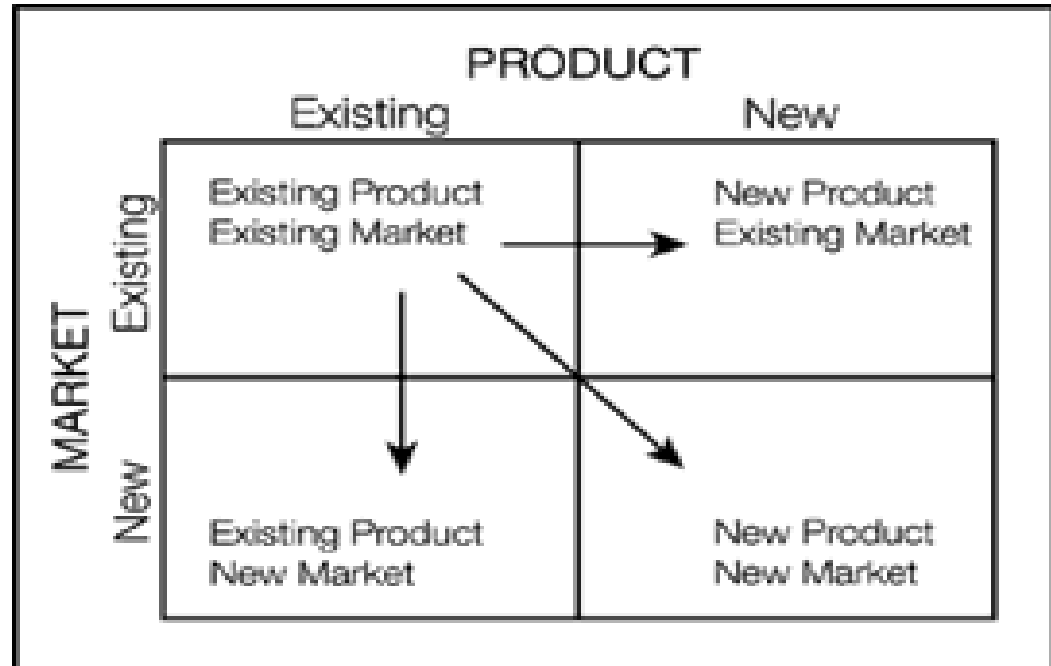 PRODUCT
Existing
New
MARKET
Existing
New
Existing Product
Existing Market
New Product
Existing Market
Existing Product
New Market
New Product
New Market